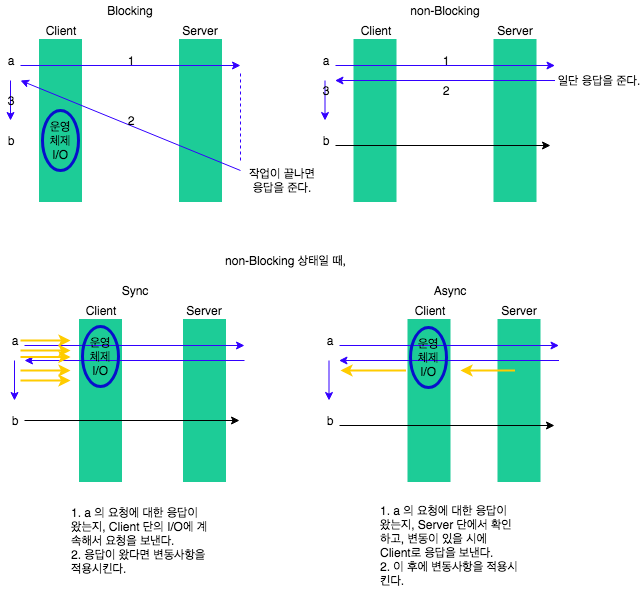 Blocking
non-Blocking
Client
Server
Client
Server
a
1
a
1
일단 응답을 준다.
3
2
3
2
운영
체제
I/O
b
b
작업이 끝나면
응답을 준다.
non-Blocking 상태일 때,
Sync
Async
Client
Server
Client
Server
a
운영
체제
I/O
a
운영
체제
I/O
b
b
1. a 의 요청에 대한 응답이
왔는지, Client 단의 I/O에 계
속해서 요청을 보낸다.
2. 응답이 왔다면 변동사항을
적용시킨다.
1. a 의 요청에 대한 응답이
왔는지, Server 단에서 확인
하고, 변동이 있을 시에
Client로 응답을 보낸다.
2. 이 후에 변동사항을 적용시
킨다.